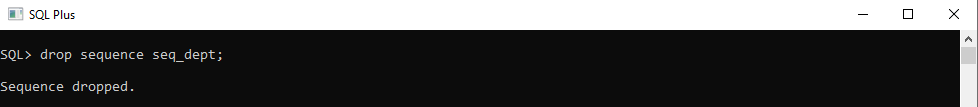 SQL Plus
SQL> drop sequence seq_dept;
Sequence dropped.